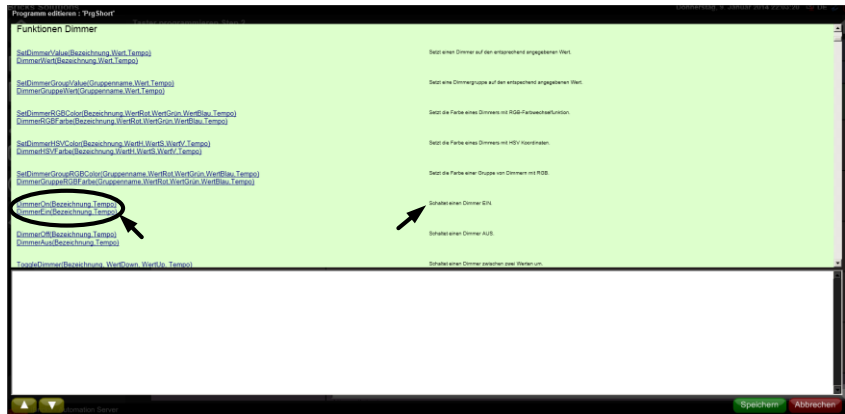 Programm editieren : 'PrgShort'
Funktionen Dimmer
SetDimmerValue(Bezeichnung,Wert,Tempo)
Setzt einen Dimmer auf den entsprechend angegebenen Wert.
DimmerWert(Bezeichnung,Wert,Tempo)
SetDimmerGroupValue(Gruppenname,Wert,Tempo)
Setzt eine Dimmergruppe auf den entspechend angegebenen Wert.
DimmerGruppeWert(Gruppenname,Wert,Tempo)
SetDimmerRGBColor(Bezeichnung,WertRot,WertGrün,WertBlau,Tempo)
Setzt die Farbe eines Dimmers mit RGB-Farbwechselfunktion.
DimmerRGBFarbe(Bezeichnung,WertRot,WertGrün,WertBlau,Tempo)
SetDimmerHSVColor(Bezeichnung,WertH,WertS,WertV,Tempo)
Setzt die Farbe eines Dimmers mit HSV Koordinaten.
DimmerHSVFarbe(Bezeichnung,WertH,WertS,WertV,Tempo)
SetDimmerGroupRGBColor(Gruppenname,WertRot,WertGrün,WertBlau,Tempo)
Setzt die Farbe einer Gruppe von Dimmern mit RGB.
DimmerGruppeRGBFarbe(Gruppenname,WertRot,WertGrün,WertBlau,Tempo)
DimmerOn(Bezeichnung,Tempo)
Schaltet einen Dimmer EIN.
DimmerEin(Bezeichnung,Tempo)
DimmerOff(Bezeichnung,Tempo)
Schaltet einen Dimmer AUS.
DimmerAus(Bezeichnung,Tempo)
ToggleDimmer(Bezeichnung, WertDown, WertUp, Tempo)
Schaltet einen Dimmer zwischen zwei Werten um.
Automation-Server
Speichern
Abbrechen